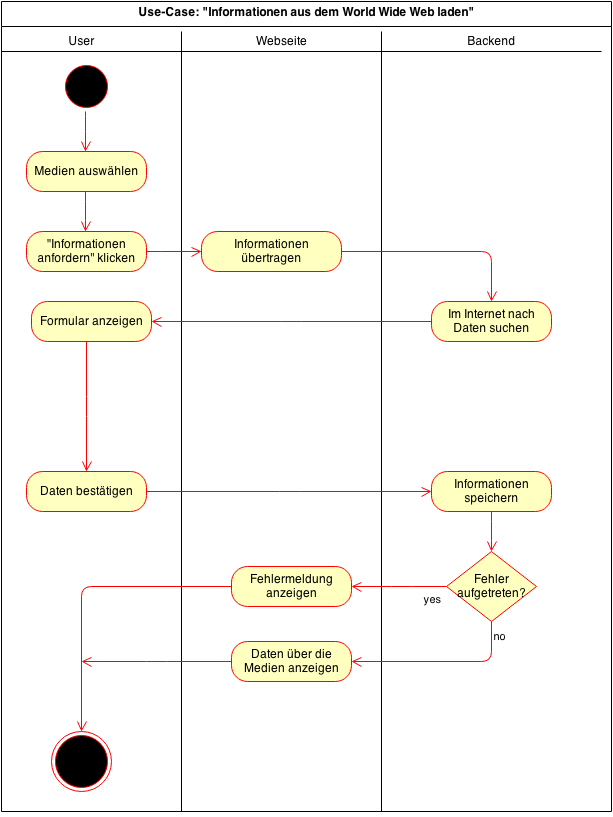 Use-Case: "Informationen aus dem World Wide Web laden"
User
Webseite
Backend
Medien auswählen
"Informationen
anfordern" klicken
Informationen
übertragen
Formular anzeigen
Im Internet nach
Daten suchen
Daten bestätigen
Informationen
speichern
Fehlermeldung
anzeigen
Fehler
aufgetreten?
yes
no
Daten über die
Medien anzeigen